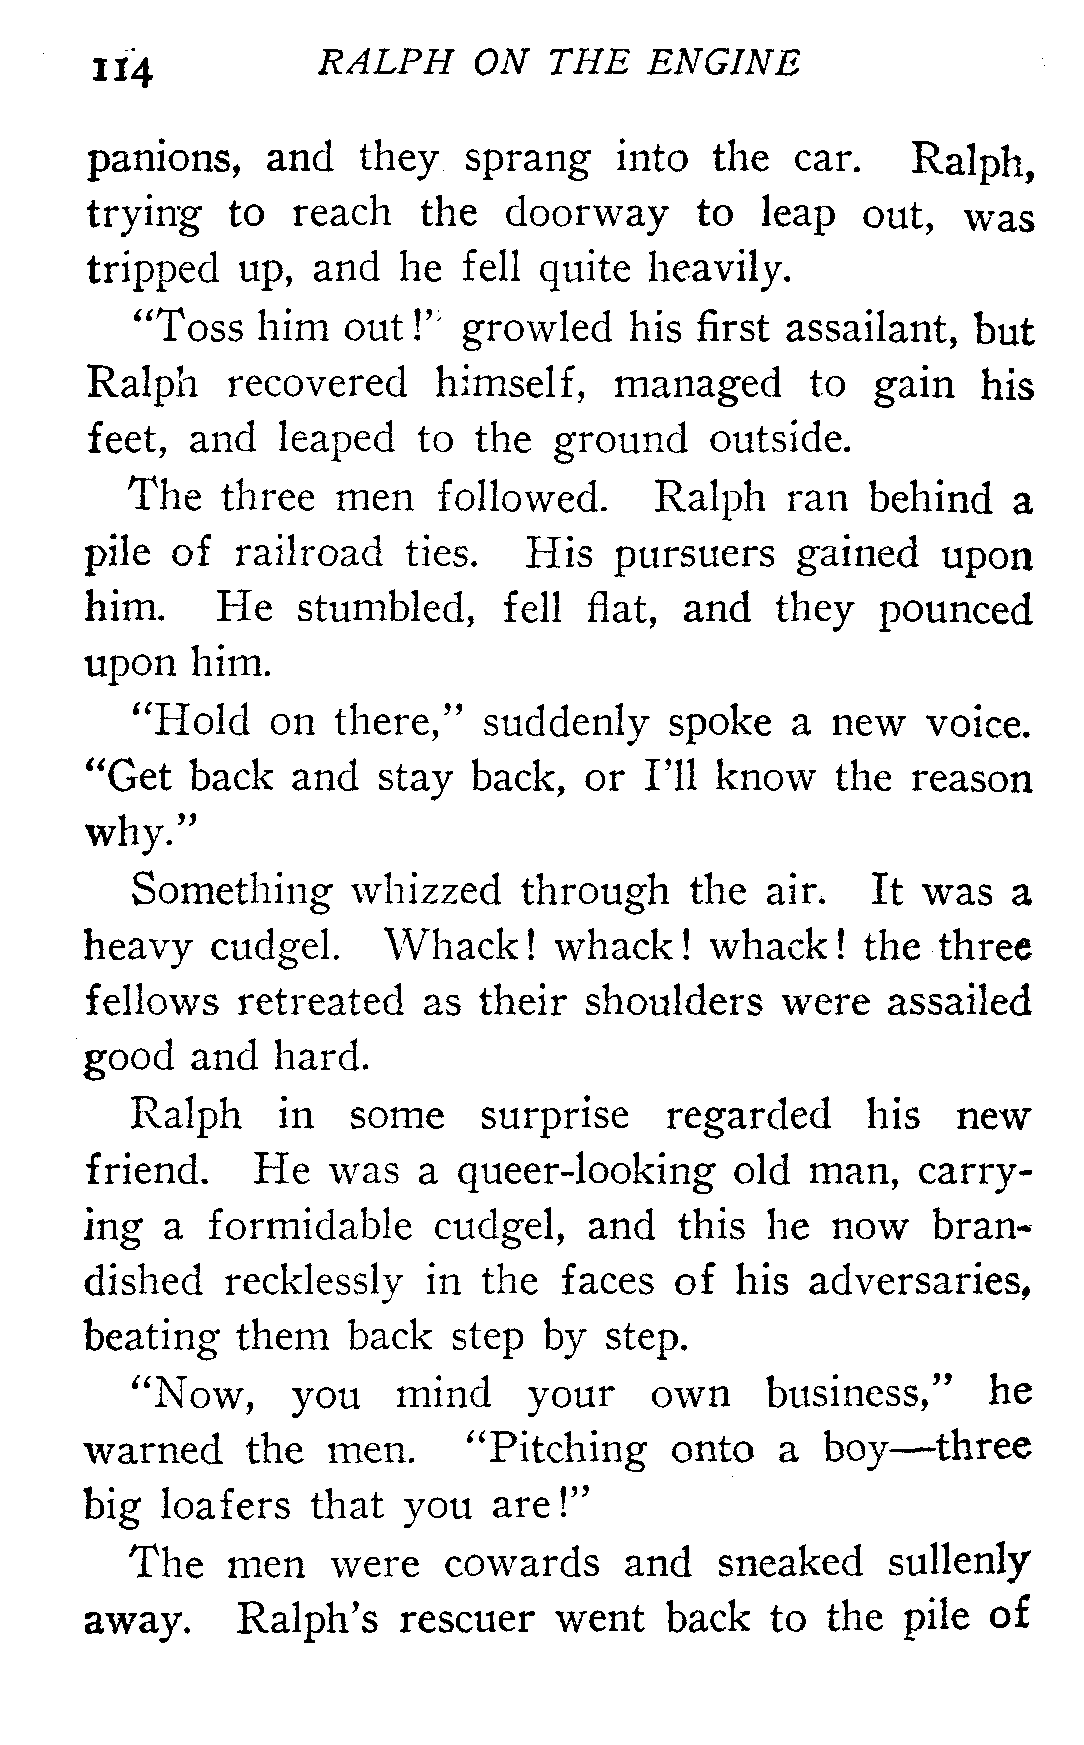 114 RALPH ON THE ENGINE
panions, and they sprang into the car. Ralph,
trying to reach the doorway to leap out, was
tripped up, and he fell quite heavily.
“Toss him out!” growled his first assailant, but
Ralph recovered himself, managed to gain his
feet, and leaped to the ground outside.
The three men followed. Ralph ran behind a
pile of railroad ties. His pursuers gained upon
him. He stumbled, fell flat, and they pounced
upon him.
“Hold on there,” suddenly spoke a new voice.
“Get back and stay back, or I’ll know the reason
why.”
Something whizzed through the air. It was a
heavy cudgel. Whack! whack! whack! the three
fellows retreated as their shoulders were assailed
good and hard.
Ralph in some surprise regarded his new
friend. He was a queer-looking old man, carry-
ing a formidable cudgel, and this he now bran-
dished recklessly in the faces of his adversaries,
beating them back step by step.
“Now, you mind your own business,” he
warned the men. “Pitching onto a boy—three
big loafers that you are!”
The men were cowards and sneaked sullenly
away. Ralph’s rescuer went back to the pile of